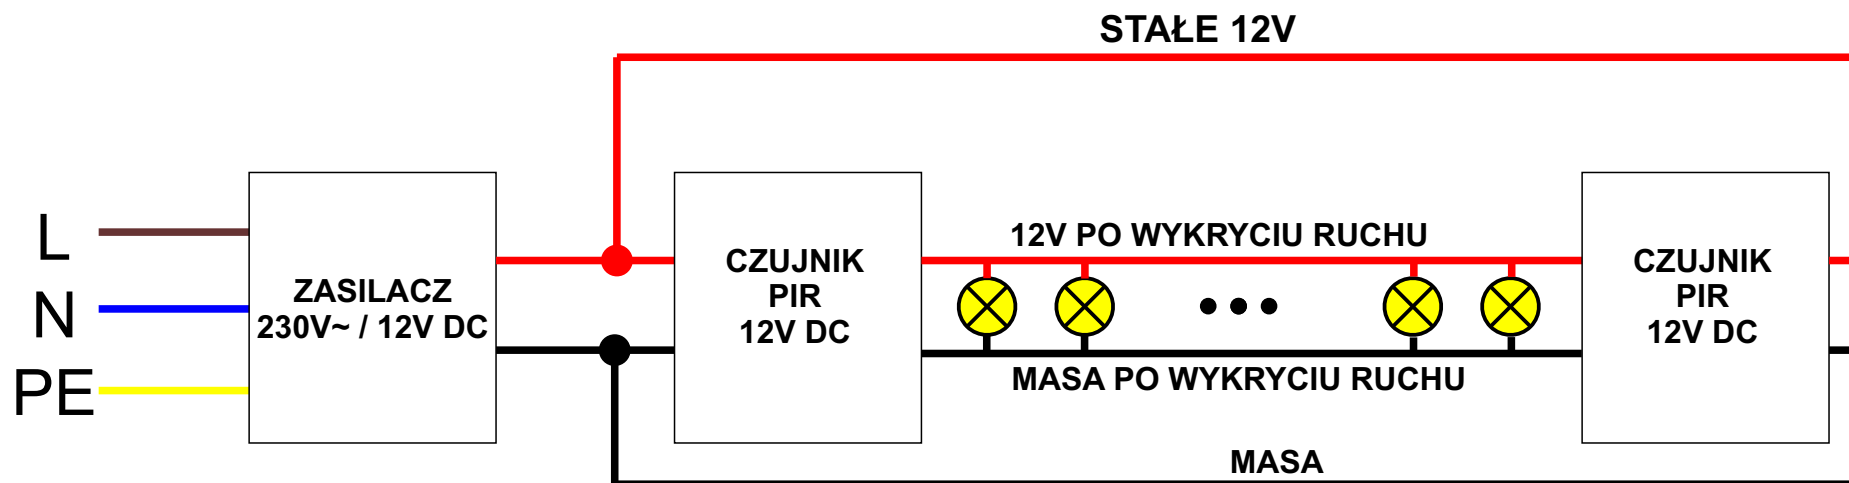 STAŁE 12V
L
N
PE
ZASILACZ
230V~ / 12V DC
CZUJNIK
PIR
12V DC
12V PO WYKRYCIU RUCHU
MASA PO WYKRYCIU RUCHU
CZUJNIK
PIR
12V DC
MASA